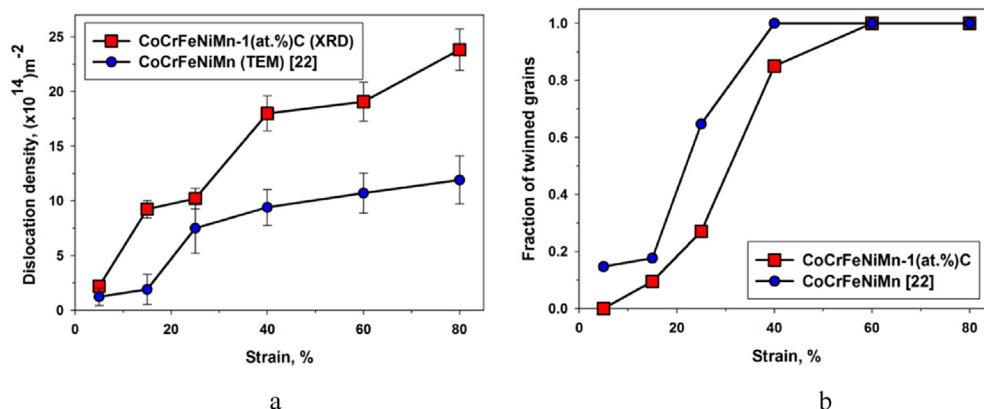 CoCrFeNiMn-1(at.%)C (XRD)
CoCrFeNiMn (TEM) [22]
Dislocation density, (x10¹⁴)m⁻²
25
20
15
10
5
0
0 20 40 60 80
Strain, %
a
Fraction of twinned grains
1.0
0.8
0.6
0.4
0.2
0.0
CoCrFeNiMn-1(at.%)C
CoCrFeNiMn [22]
0 20 40 60 80
Strain, %
b